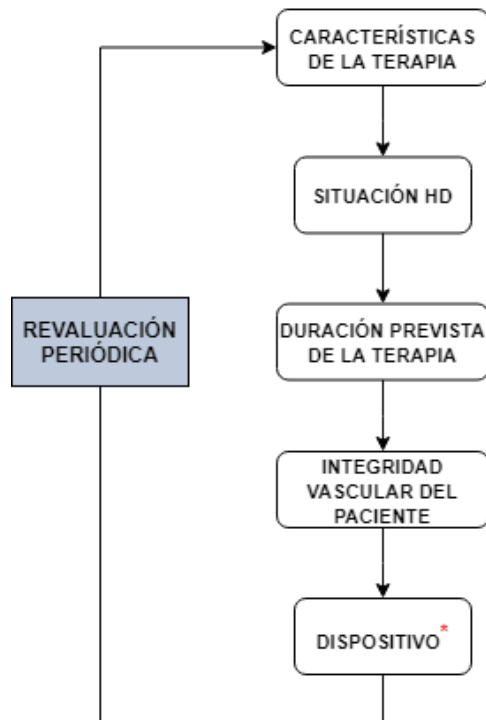 CARACTERÍSTICAS
DE LA TERAPIA
SITUACIÓN HD
REVALUACIÓN
PERIÓDICA
DURACIÓN PREVISTA
DE LA TERAPIA
INTEGRIDAD
VASCULAR DEL
PACIENTE
DISPOSITIVO*